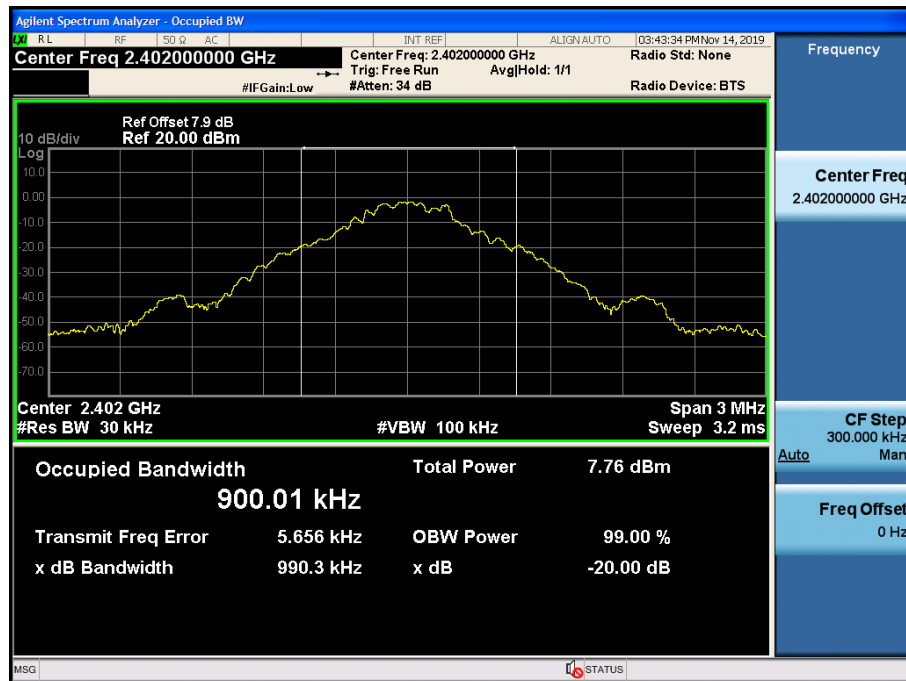 Agilent Spectrum Analyzer - Occupied BW
LXI RL RF 50 Ω AC INT REF ALIGN AUTO 03:43:34 PM Nov 14, 2019
Center Freq 2.402000000 GHz
Center Freq: 2.402000000 GHz
Radio Std: None
Trig: Free Run Avg|Hold: 1/1
#IFGain:Low
#Atten: 34 dB
Radio Device: BTS
Ref Offset 7.9 dB
10 dB/div Ref 20.00 dBm
Log
10.0
0.00
-10.0
-20.0
-30.0
-40.0
-50.0
-60.0
-70.0
Center 2.402 GHz
Span 3 MHz
#Res BW 30 kHz
#VBW 100 kHz
Sweep 3.2 ms
Occupied Bandwidth
Total Power 7.76 dBm
900.01 kHz
Transmit Freq Error 5.656 kHz
OBW Power 99.00 %
x dB Bandwidth 990.3 kHz
x dB -20.00 dB
MSG
STATUS
Frequency
Center Freq
2.402000000 GHz
CF Step
300.000 kHz
Auto Man
Freq Offset
0 Hz